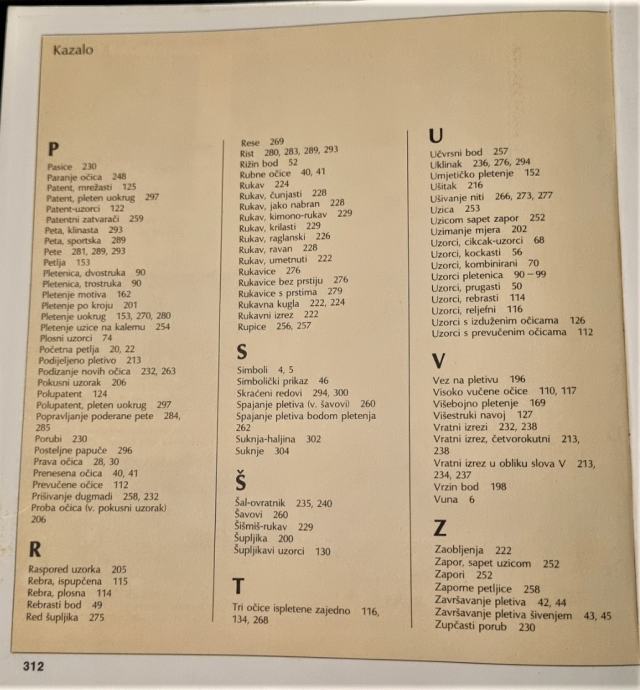 Kazalo
P
Pasice 230
Paranje očica 248
Patent, mrežasti 125
Patent, pleten uokrug 297
Patent-uzorci 122
Patentni zatvarači 259
Peta, klinasta 293
Peta, sportska 289
Pete 281, 289, 293
Petlja 153
Pletenica, dvostruka 90
Pletenica, trostruka 90
Pletenje motiva 162
Pletenje po kroju 201
Pletenje uokrug 153, 270, 280
Pletenje uzice na kalemu 254
Plosni uzorci 74
Početna petlja 20, 22
Podijeljeno pletivo 213
Podizanje novih očica 232, 263
Pokusni uzorak 206
Polupatent 124
Polupatent, pleten uokrug 297
Popravljanje poderane pete 284,
285
Porubi 230
Posteljne papuče 296
Prava očica 28, 30
Prenesena očica 40, 41
Prevučene očice 112
Prišivanje dugmadi 258, 232
Proba očica (v. pokusni uzorak)
206
R
Raspored uzorka 205
Rebra, ispupčena 115
Rebra, plosna 114
Rebrasti bod 49
Red šupljika 275
Rese 269
Rist 280, 283, 289, 293
Rižin bod 52
Rubne očice 40, 41
Rukav 224
Rukav, čunjasti 228
Rukav, jako nabran 228
Rukav, kimono-rukav 229
Rukav, krilasti 229
Rukav, raglanski 226
Rukav, ravan 228
Rukav, umetnuti 222
Rukavice 276
Rukavice bez prstiju 276
Rukavice s prstima 279
Rukavna kugla 222, 224
Rukavni izrez 222
Rupice 256, 257
S
Simboli 4, 5
Simbolički prikaz 46
Skraćeni redovi 294, 300
Spajanje pletiva (v. šavovi) 260
Spajanje pletiva bodom pletenja
262
Suknja-haljina 302
Suknje 304
Š
Šal-ovratnik 235, 240
Šavovi 260
Šišmiš-rukav 229
Šupljika 200
Šupljikavi uzorci 130
T
Tri očice ispletene zajedno 116,
134, 268
U
Učvrsni bod 257
Uklinak 236, 276, 294
Umjetičko pletenje 152
Ušitak 216
Ušivanje niti 266, 273, 277
Uzica 253
Uzicom sapet zapor 252
Uzimanje mjera 202
Uzorci, cikcak-uzorci 68
Uzorci, kockasti 56
Uzorci, kombinirani 70
Uzorci pletenica 90–99
Uzorci, prugasti 50
Uzorci, rebrasti 114
Uzorci, reljefni 116
Uzorci s izduženim očicama 126
Uzorci s prevučenim očicama 112
V
Vez na pletivu 196
Visoko vučene očice 110, 117
Višebojno pletenje 169
Višestruki navoj 127
Vratni izrezi 232, 238
Vratni izrez, četvorokutni 213,
238
Vratni izrez u obliku slova V 213,
234, 237
Vrzin bod 198
Vuna 6
Z
Zaobljenja 222
Zapor, sapet uzicom 252
Zapori 252
Zaporne petljice 258
Završavanje pletiva 42, 44
Završavanje pletiva šivenjem 43, 45
Zupčasti porub 230
312